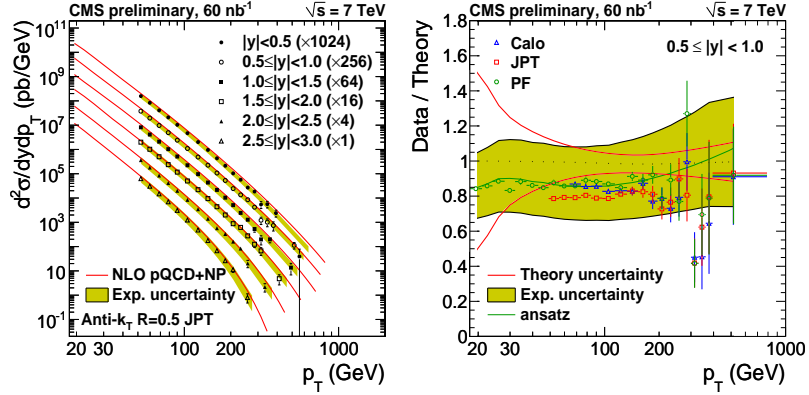 CMS preliminary, 60 nb⁻¹ √s = 7 TeV
d²σ/dydp_T (pb/GeV)
10¹¹
10⁹
10⁷
10⁵
10³
10
10⁻¹
|y|<0.5 (×1024)
0.5≤|y|<1.0 (×256)
1.0≤|y|<1.5 (×64)
1.5≤|y|<2.0 (×16)
2.0≤|y|<2.5 (×4)
2.5≤|y|<3.0 (×1)
NLO pQCD+NP
Exp. uncertainty
Anti-k_T R=0.5 JPT
20 30 100 200 1000 2000
p_T (GeV)
CMS preliminary, 60 nb⁻¹ √s = 7 TeV
Data / Theory
1.8
1.6
1.4
1.2
1
0.8
0.6
0.4
0.2
0
Calo
JPT
PF
0.5 ≤ |y| < 1.0
Theory uncertainty
Exp. uncertainty
ansatz
20 30 100 200 1000
p_T (GeV)